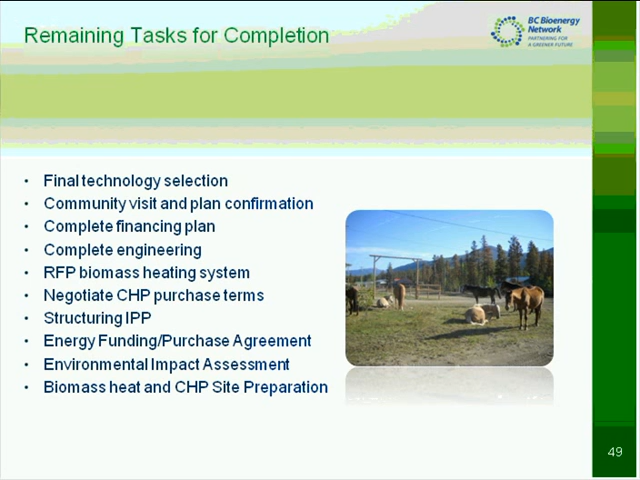 Remaining Tasks for Completion
BC Bioenergy
Network
PARTNERING FOR
A GREENER FUTURE
• Final technology selection
• Community visit and plan confirmation
• Complete financing plan
• Complete engineering
• RFP biomass heating system
• Negotiate CHP purchase terms
• Structuring IPP
• Energy Funding/Purchase Agreement
• Environmental Impact Assessment
• Biomass heat and CHP Site Preparation
49